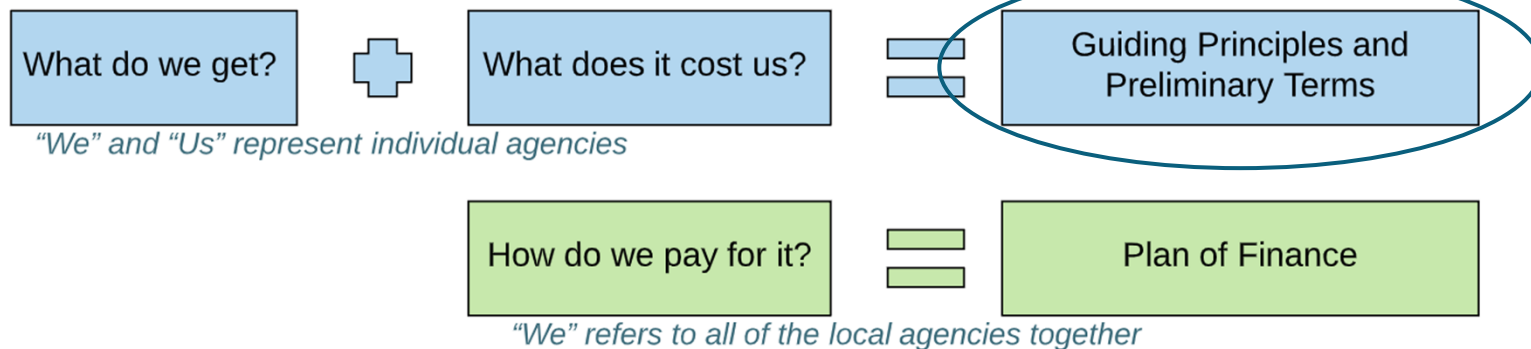 What do we get?
What does it cost us?
Guiding Principles and
Preliminary Terms
“We” and “Us” represent individual agencies
How do we pay for it?
Plan of Finance
“We” refers to all of the local agencies together